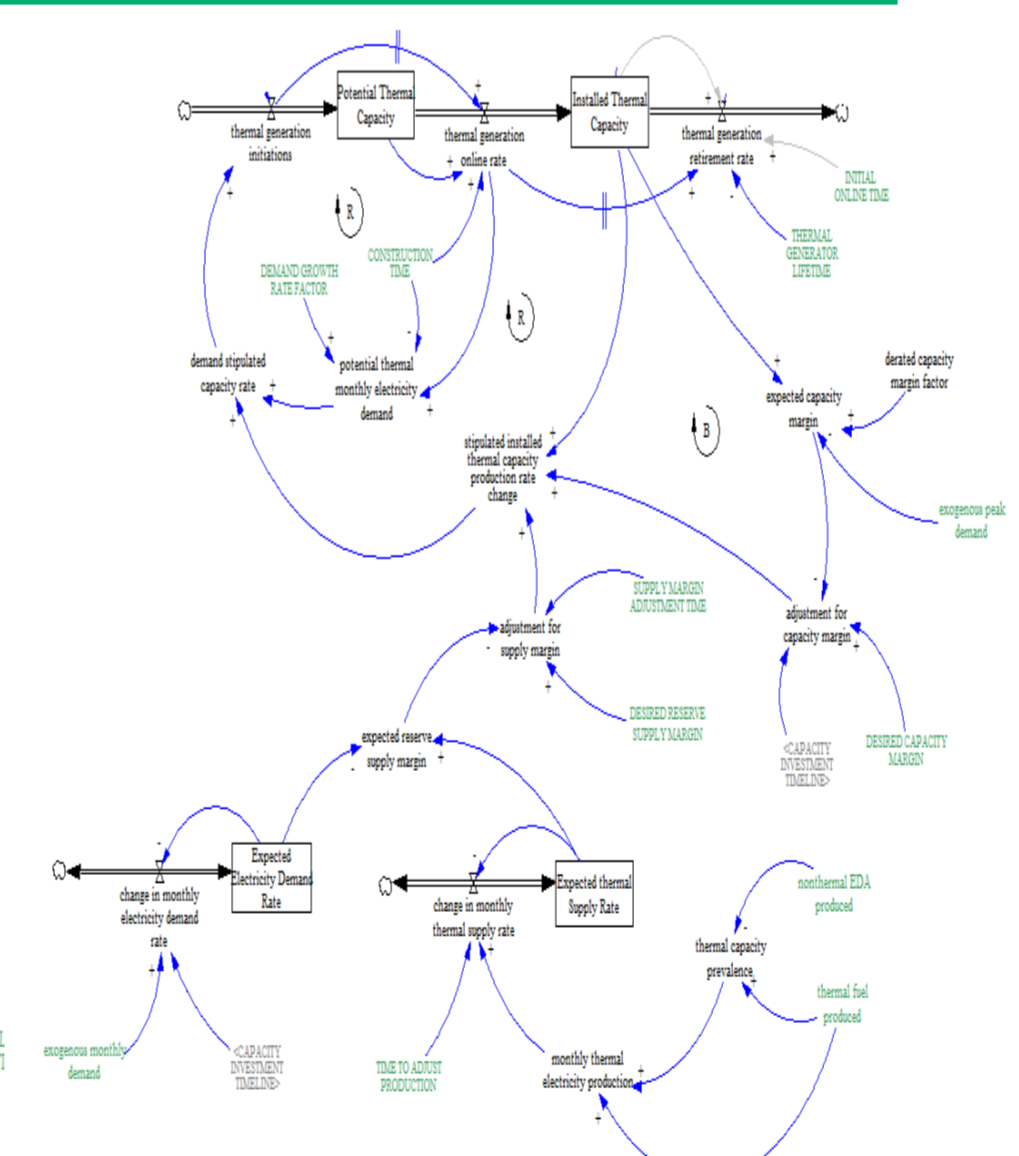 Potential Thermal
Capacity
Installed Thermal
Capacity
thermal generation
initiations
thermal generation
online rate
thermal generation
retirement rate
INITIAL
ONLINE TIME
R
THERMAL
GENERATOR
LIFETIME
CONSTRUCTION
TIME
DEMAND GROWTH
RATE FACTOR
R
demand stipulated
capacity rate
potential thermal
monthly electricity
demand
derated capacity
margin factor
expected capacity
margin
B
stipulated installed
thermal capacity
production rate
change
exogenous peak
demand
SUPPLY MARGIN
ADJUSTMENT TIME
adjustment for
supply margin
adjustment for
capacity margin
DESIRED RESERVE
SUPPLY MARGIN
expected reserve
supply margin
<CAPACITY
INVESTMENT
TIMELINE>
DESIRED CAPACITY
MARGIN
Expected
Electricity Demand
Rate
Expected thermal
Supply Rate
change in monthly
electricity demand
rate
change in monthly
thermal supply rate
nonthermal EDA
produced
thermal capacity
prevalence
thermal fuel
produced
exogenous monthly
demand
<CAPACITY
INVESTMENT
TIMELINE>
TIME TO ADJUST
PRODUCTION
monthly thermal
electricity production